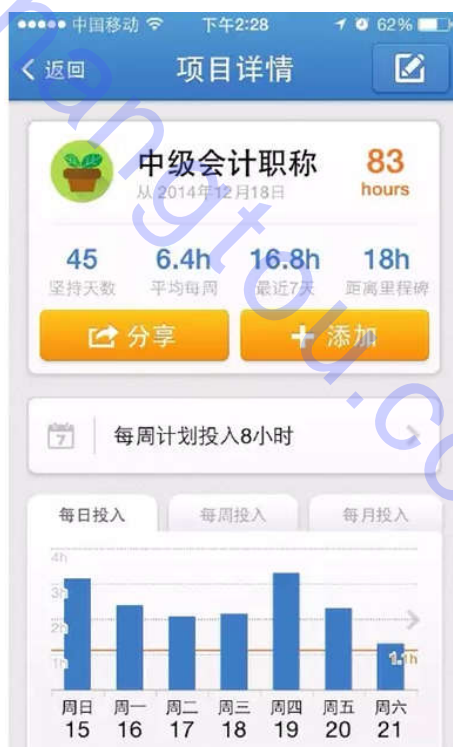 中国移动 下午2:28 62%
返回 项目详情
中级会计职称 83
从 2014年12月18日 hours
45 6.4h 16.8h 18h
坚持天数 平均每周 最近7天 距离里程碑
分享 添加
7 每周计划投入8小时
每日投入 每周投入 每月投入
4h
3h
2h
1h 1.1h
周日 周一 周二 周三 周四 周五 周六
15 16 17 18 19 20 21